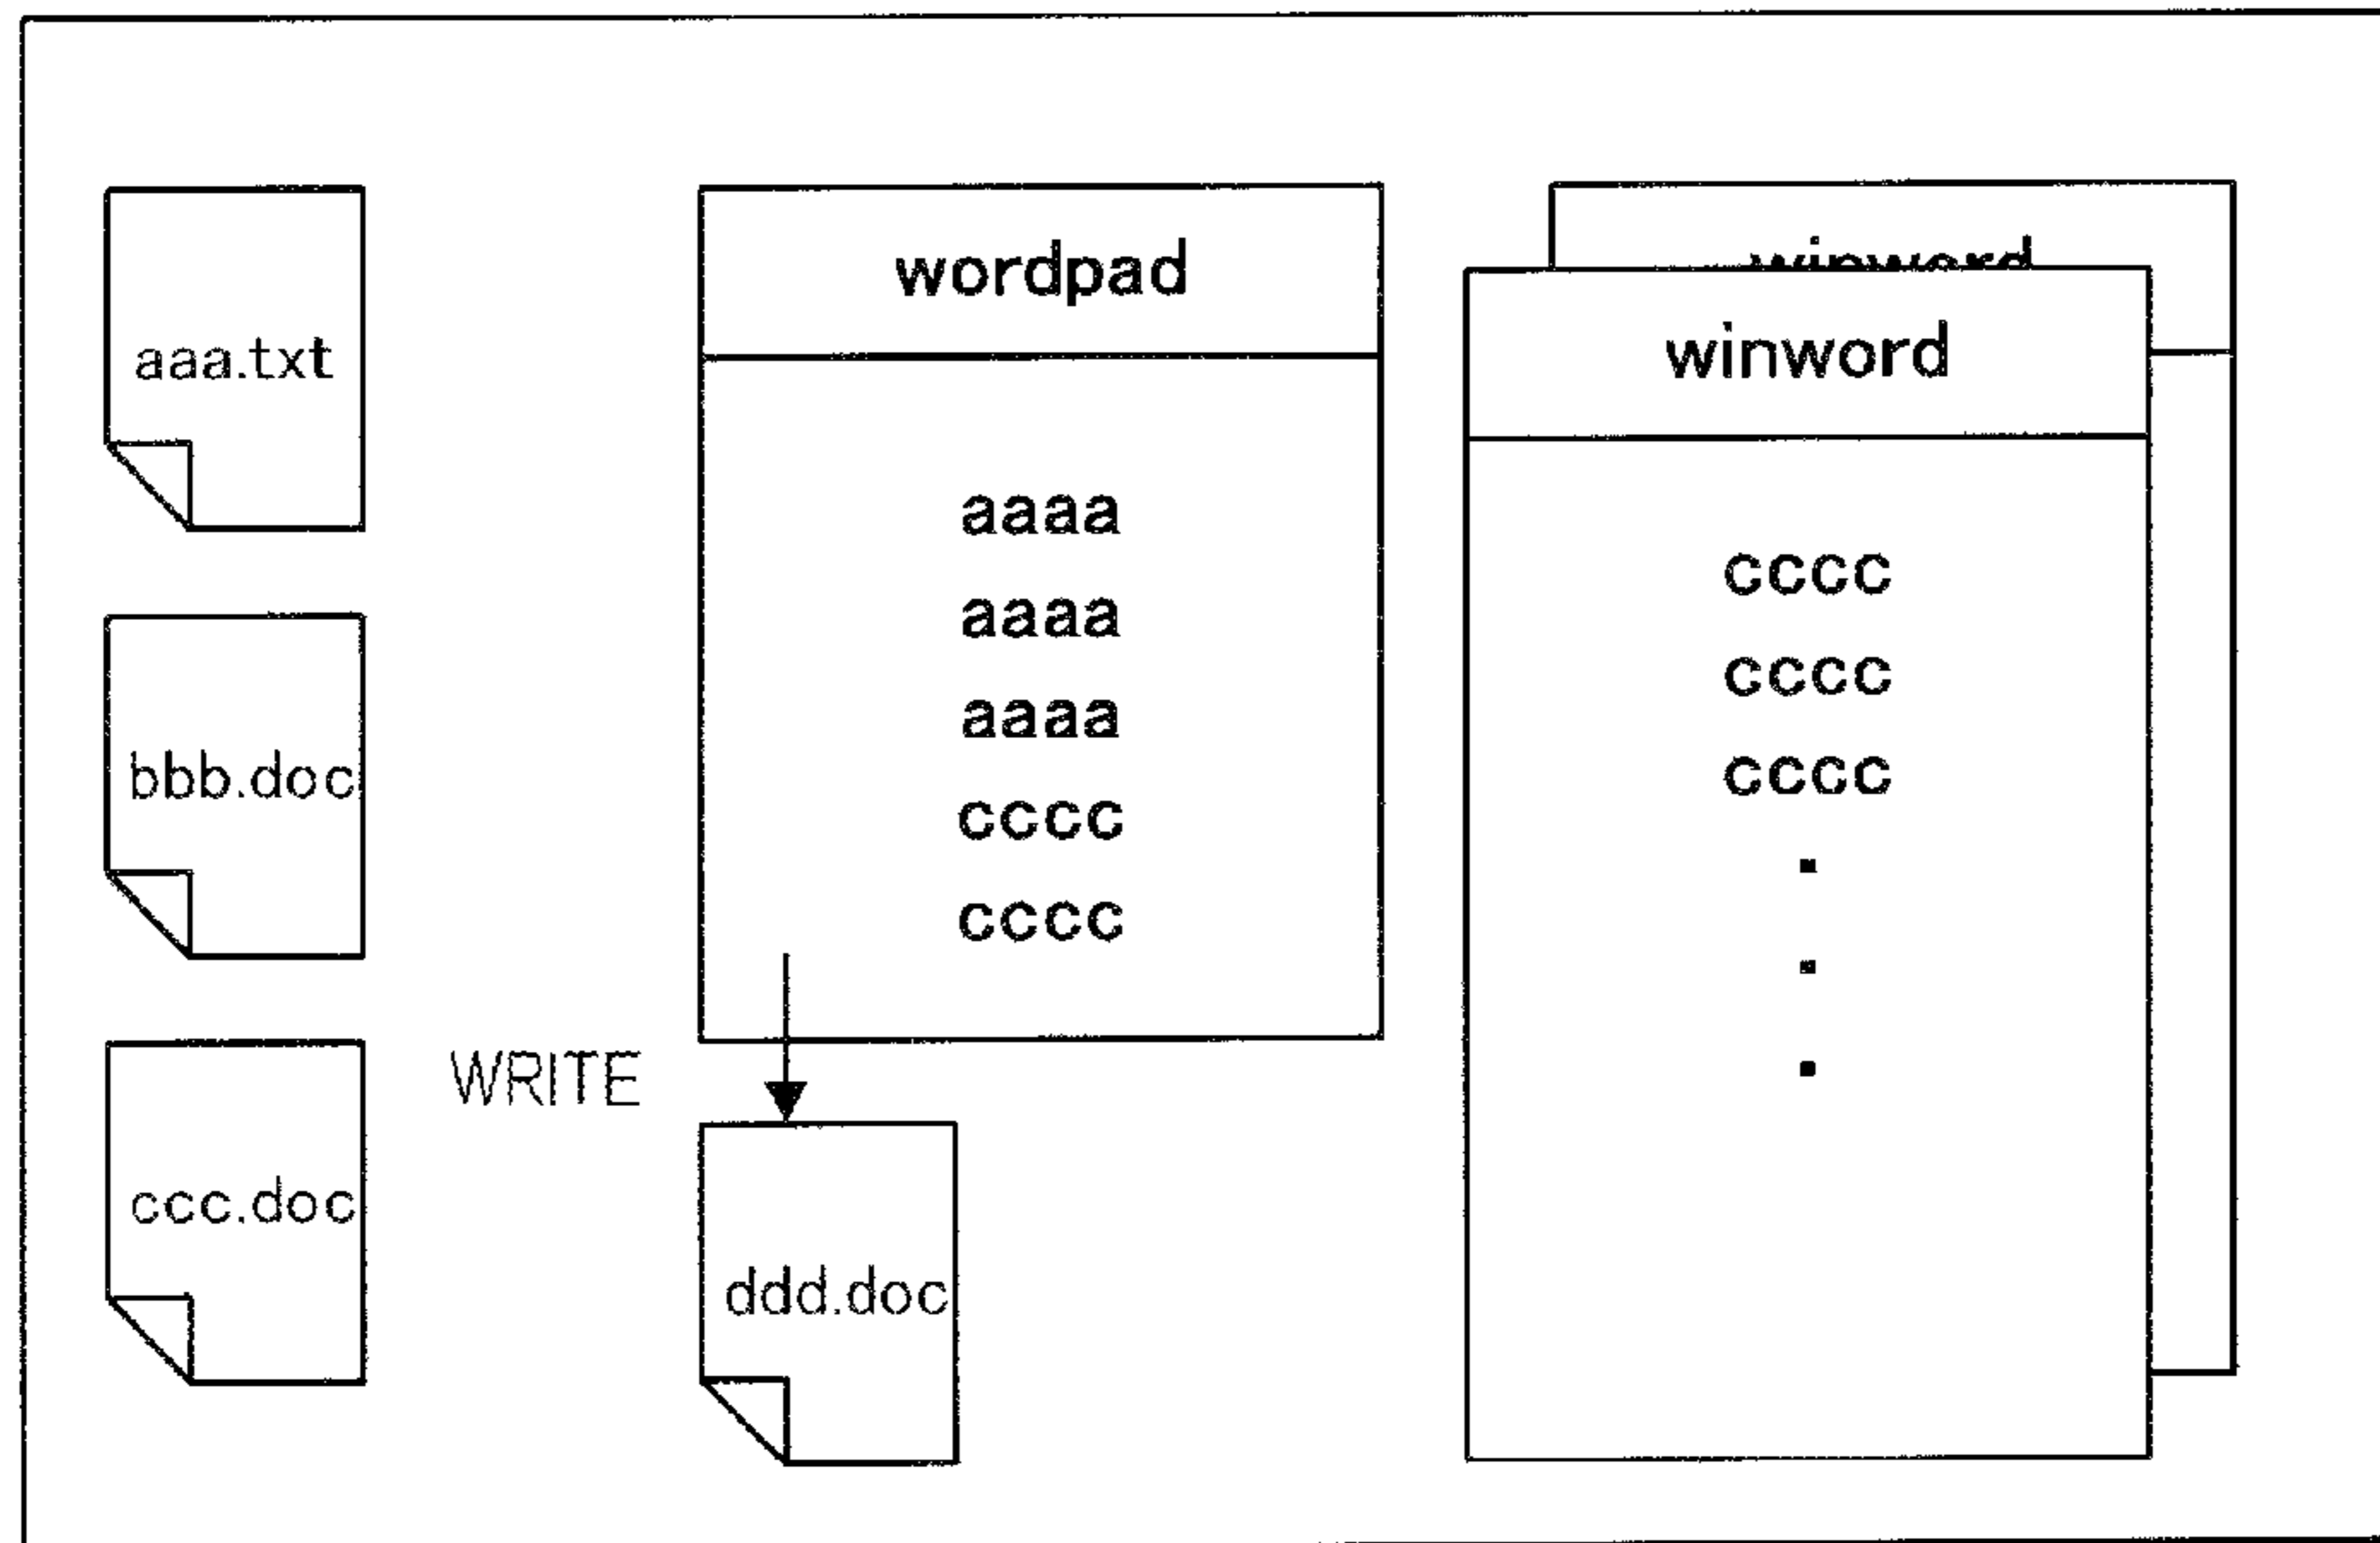 aaa.txt
bbb.doc
ccc.doc
wordpad
aaaa
aaaa
aaaa
cccc
cccc
WRITE
ddd.doc
winword
winword
cccc
cccc
cccc
.
.
.